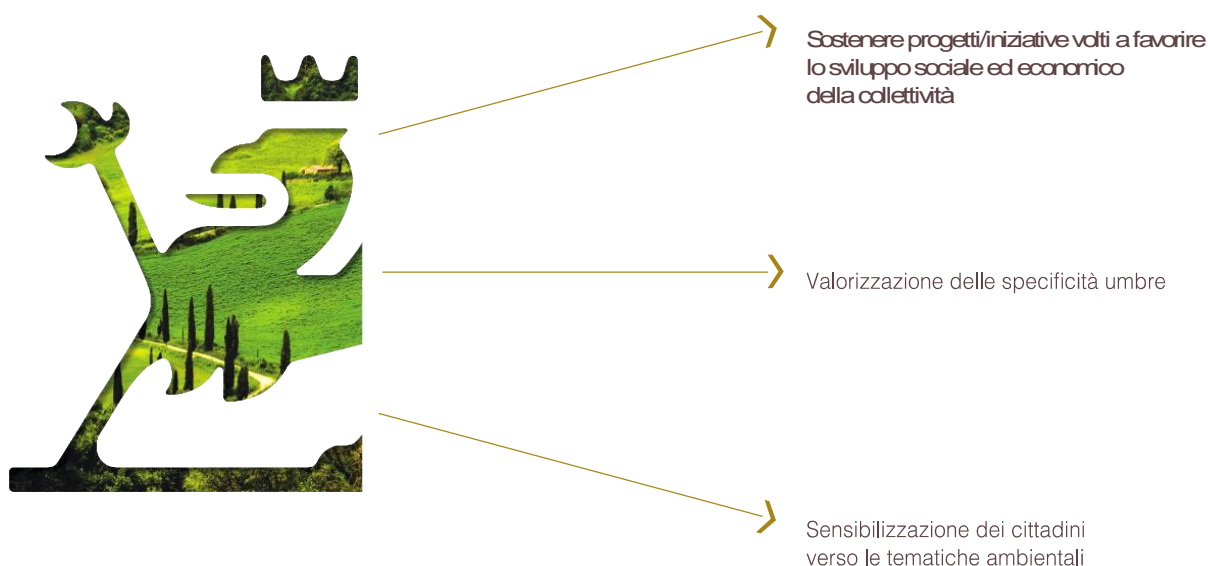 Sostenere progetti/iniziative volti a favorire
lo sviluppo sociale ed economico
della collettività
Valorizzazione delle specificità umbre
Sensibilizzazione dei cittadini
verso le tematiche ambientali